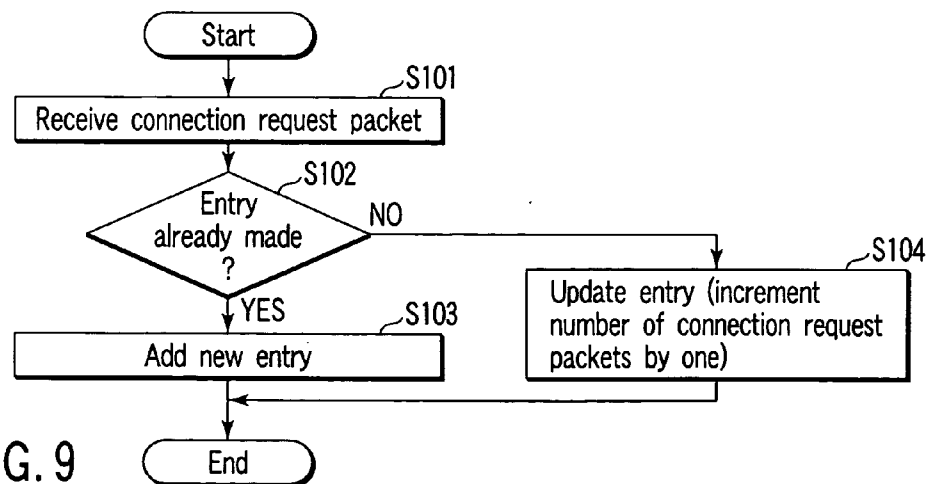 Start
S101
Receive connection request packet
S102
Entry
already made
?
NO
YES
S103
Add new entry
S104
Update entry (increment
number of connection request
packets by one)
End
G. 9